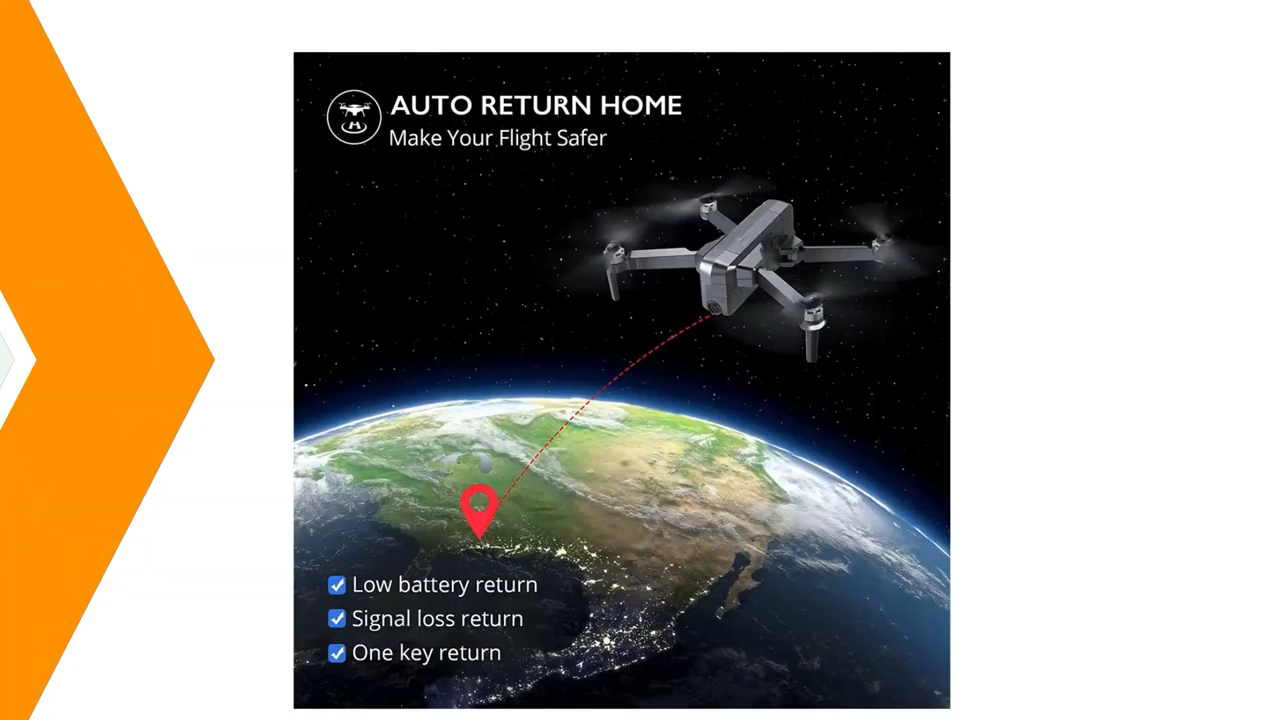 AUTO RETURN HOME
Make Your Flight Safer
Low battery return
Signal loss return
One key return